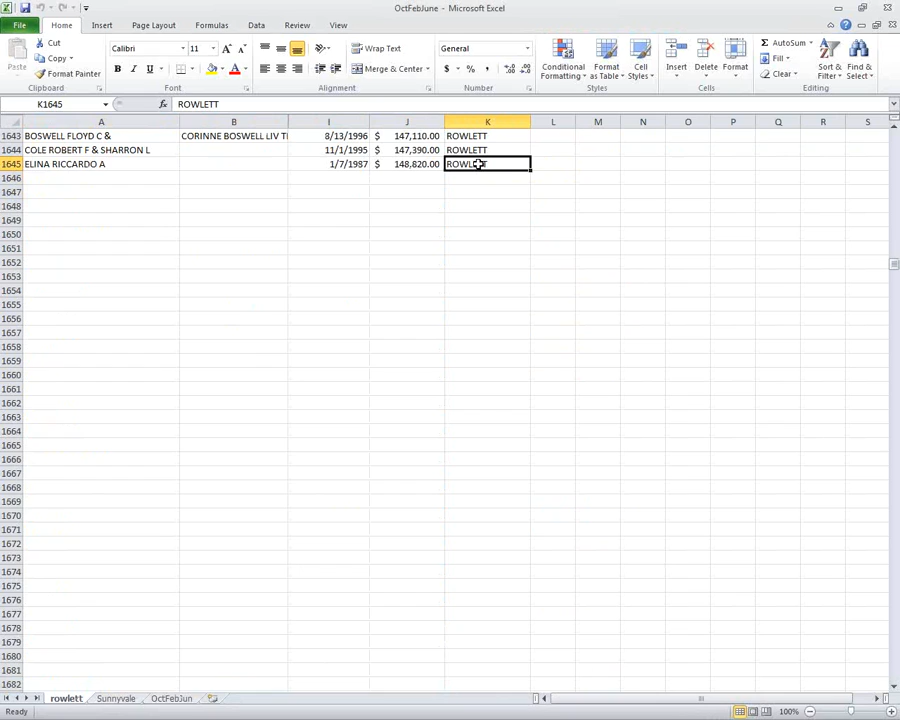 OctFebJune - Microsoft Excel
File Home Insert Page Layout Formulas Data Review View
Paste Cut Copy Format Painter Clipboard
Calibri 11 A A B I U A Font
Wrap Text Merge & Center Alignment
General $ % , .0 .00 .00 .0 Number
Conditional Formatting Format as Table Cell Styles Styles
Insert Delete Format Cells
Σ AutoSum Fill Clear Sort & Filter Find & Select Editing
K1645 fx ROWLETT
A B I J K L M N O P Q R S
1643 BOSWELL FLOYD C & CORINNE BOSWELL LIV TI 8/13/1996 $ 147,110.00 ROWLETT
1644 COLE ROBERT F & SHARRON L 11/1/1995 $ 147,390.00 ROWLETT
1645 ELINA RICCARDO A 1/7/1987 $ 148,820.00 ROWLETT
1646
1647
1648
1649
1650
1651
1652
1653
1654
1655
1656
1657
1658
1659
1660
1661
1662
1663
1664
1665
1666
1667
1668
1669
1670
1671
1672
1673
1674
1675
1676
1677
1678
1679
1680
1681
1682
rowlett Sunnyvale OctFebJun
Ready 100%